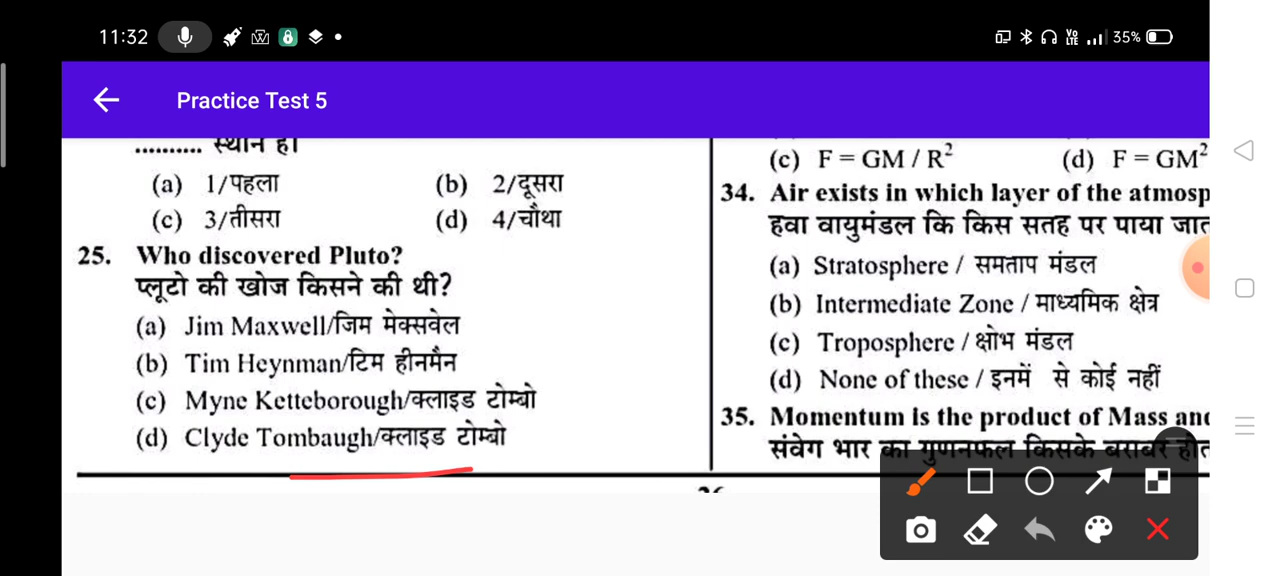 11:32
VO LTE 35%
Practice Test 5
.......... स्थान है।
(a) 1/पहला (b) 2/दूसरा
(c) 3/तीसरा (d) 4/चौथा
25. Who discovered Pluto?
प्लूटो की खोज किसने की थी?
(a) Jim Maxwell/जिम मेक्सवेल
(b) Tim Heynman/टिम हीनमैन
(c) Myne Ketteborough/क्लाइड टोम्बो
(d) Clyde Tombaugh/क्लाइड टोम्बो
(c) F = GM / R² (d) F = GM²
34. Air exists in which layer of the atmosp
हवा वायुमंडल कि किस सतह पर पाया जात
(a) Stratosphere / समताप मंडल
(b) Intermediate Zone / माध्यमिक क्षेत्र
(c) Troposphere / क्षोभ मंडल
(d) None of these / इनमें से कोई नहीं
35. Momentum is the product of Mass and
संवेग भार का गुणनफल किसके बराबर होत